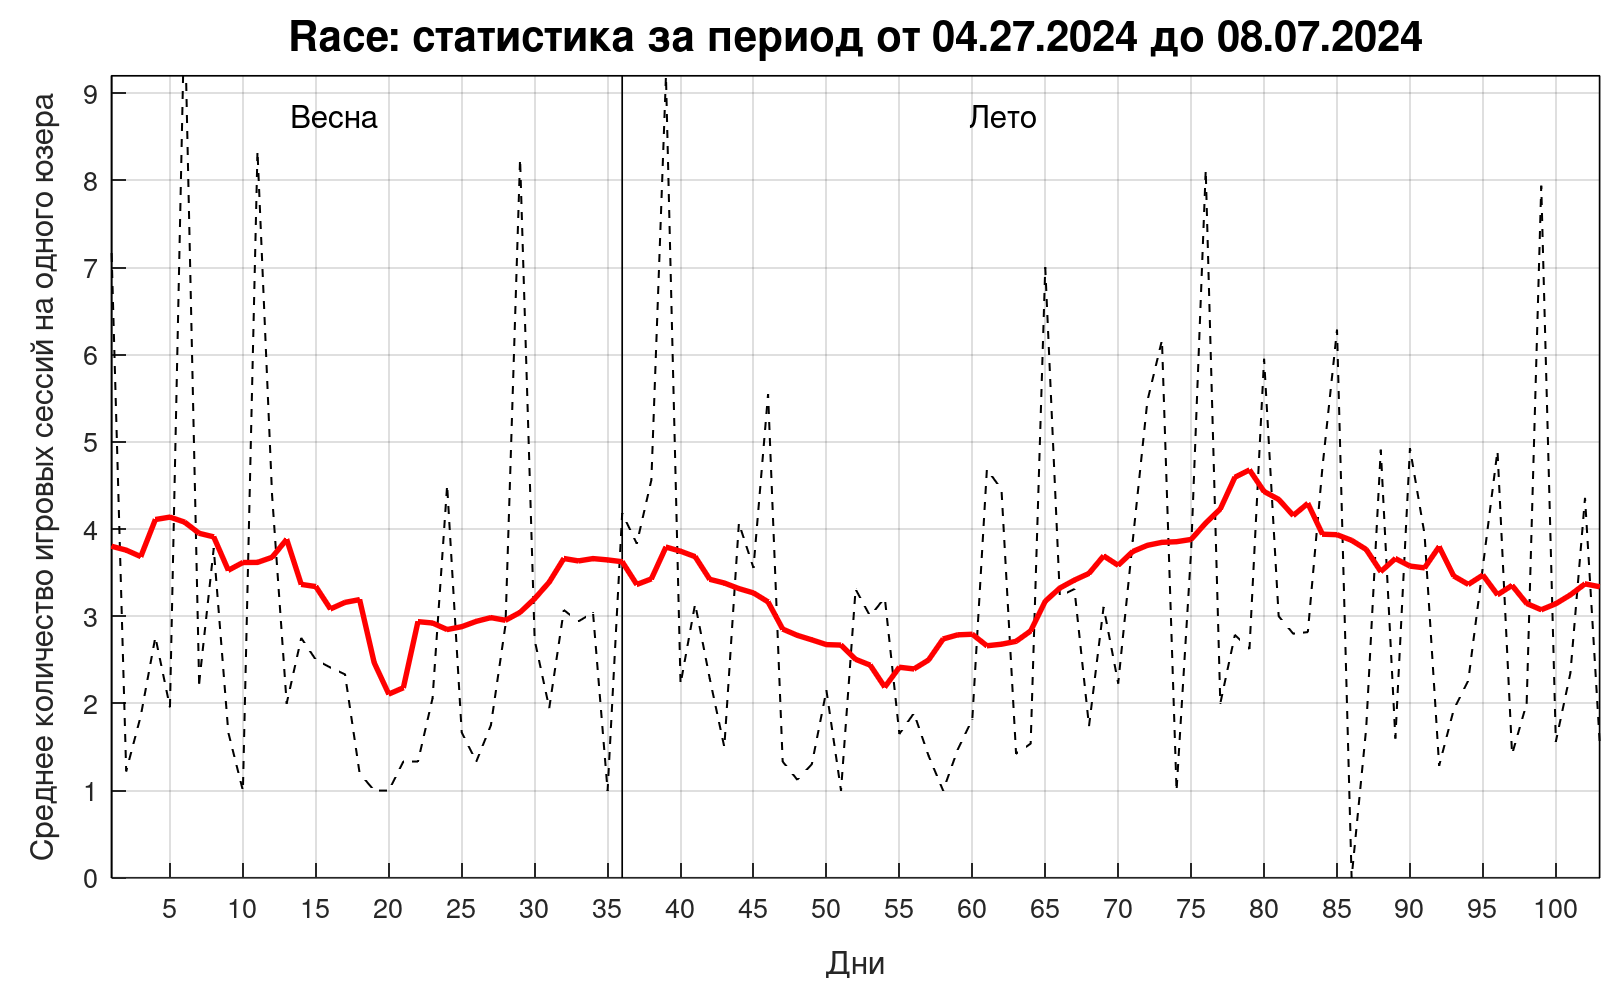 Race: статистика за период от 04.27.2024 до 08.07.2024
Среднее количество игровых сессий на одного юзера
9
8
7
6
5
4
3
2
1
0
Весна
Лето
5 10 15 20 25 30 35 40 45 50 55 60 65 70 75 80 85 90 95 100
Дни